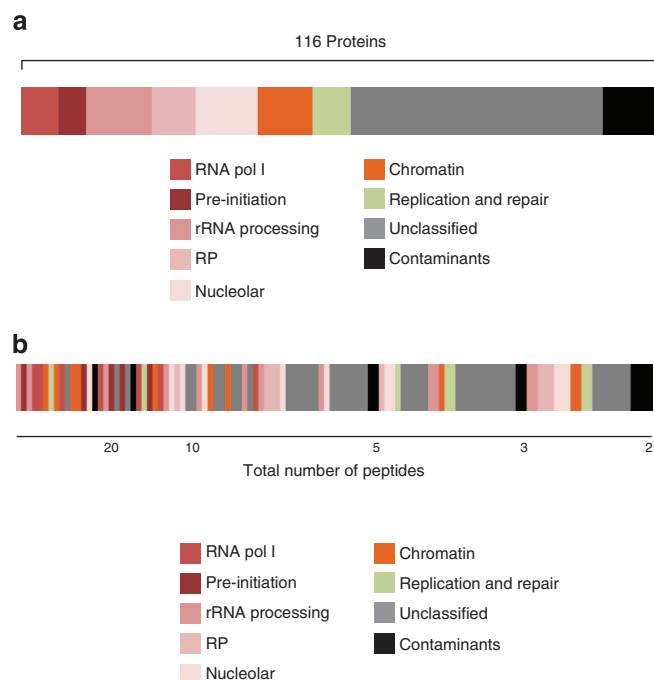 a
116 Proteins
RNA pol I
Pre-initiation
rRNA processing
RP
Nucleolar
Chromatin
Replication and repair
Unclassified
Contaminants
b
20 10 5 3 2
Total number of peptides
RNA pol I
Pre-initiation
rRNA processing
RP
Nucleolar
Chromatin
Replication and repair
Unclassified
Contaminants